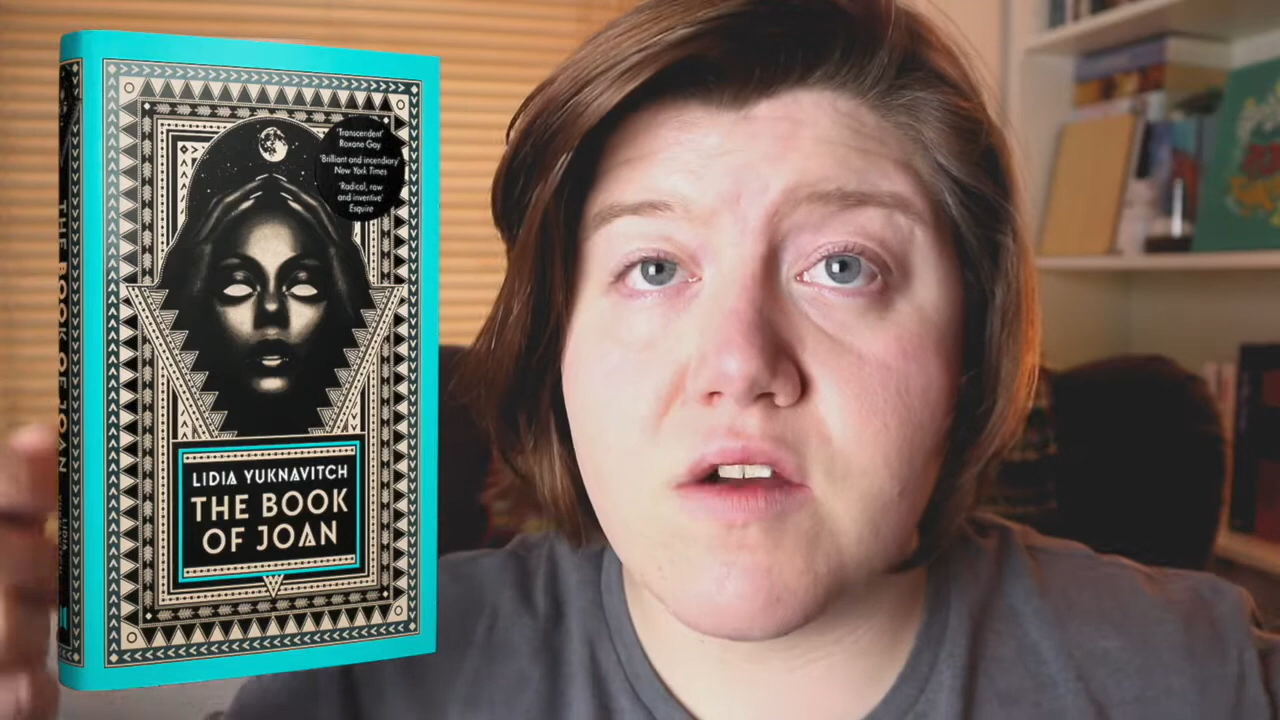 'Transcendent'
Roxane Gay
'Brilliant and incendiary'
New York Times
'Radical, raw
and inventive'
Esquire
THE BOOK OF JOAN
LIDIA YUKNAVITCH
THE BOOK
OF JOAN